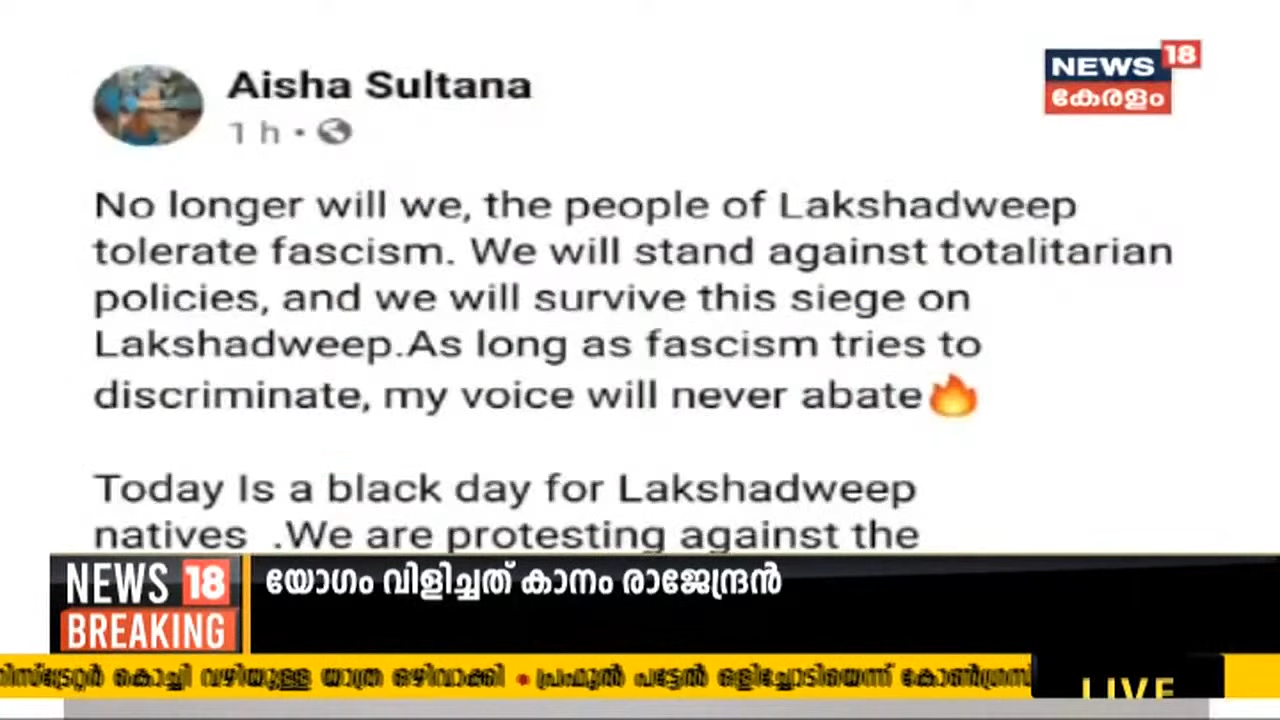 Aisha Sultana
NEWS 18
കേരളം
1 h •
No longer will we, the people of Lakshadweep
tolerate fascism. We will stand against totalitarian
policies, and we will survive this siege on
Lakshadweep.As long as fascism tries to
discriminate, my voice will never abate🔥
Today Is a black day for Lakshadweep
natives .We are protesting against the
NEWS 18
BREAKING
യോഗം വിളിച്ചത് കാനം രാജേന്ദ്രൻ
കൊച്ചി വഴിയുള്ള യാത്ര ഒഴിവാക്കി • പ്രഫുൽ പട്ടേൽ ഒളിച്ചോടിയെന്ന് കോൺഗ്രസ്
LIVE